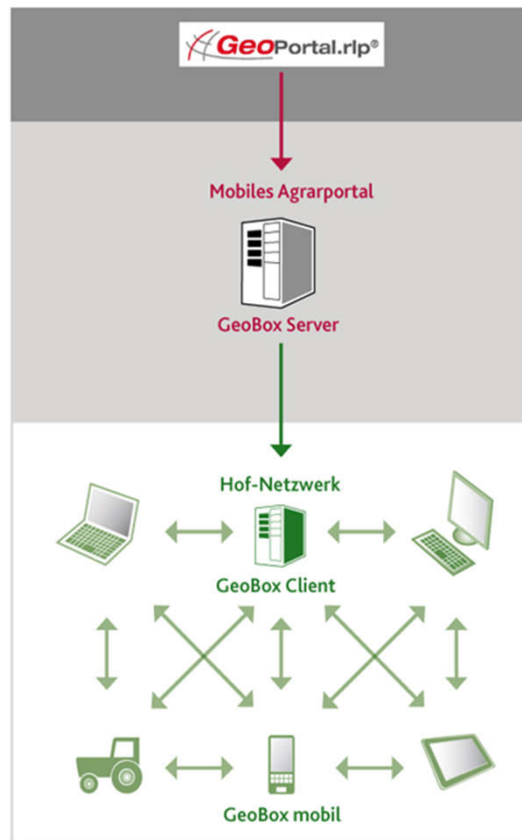 GeoPortal.rlp®
Mobiles Agrarportal
GeoBox Server
Hof-Netzwerk
GeoBox Client
GeoBox mobil